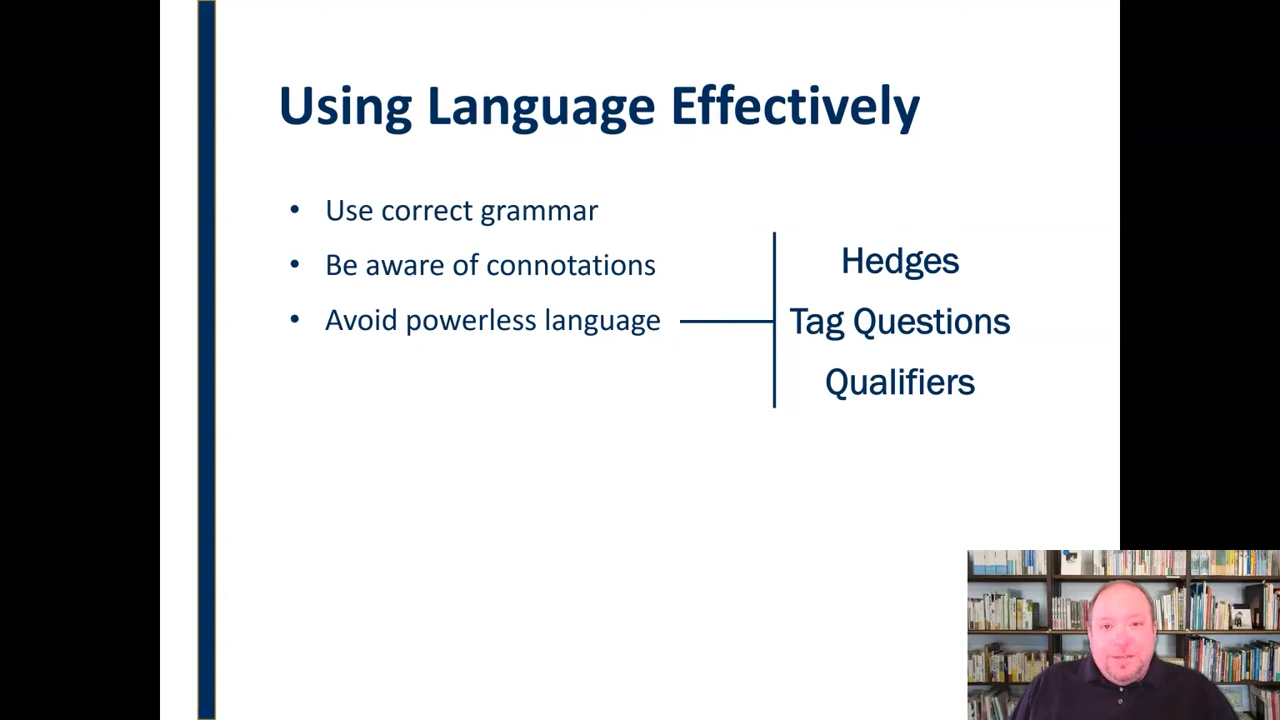 Using Language Effectively
• Use correct grammar
• Be aware of connotations
• Avoid powerless language
Hedges
Tag Questions
Qualifiers